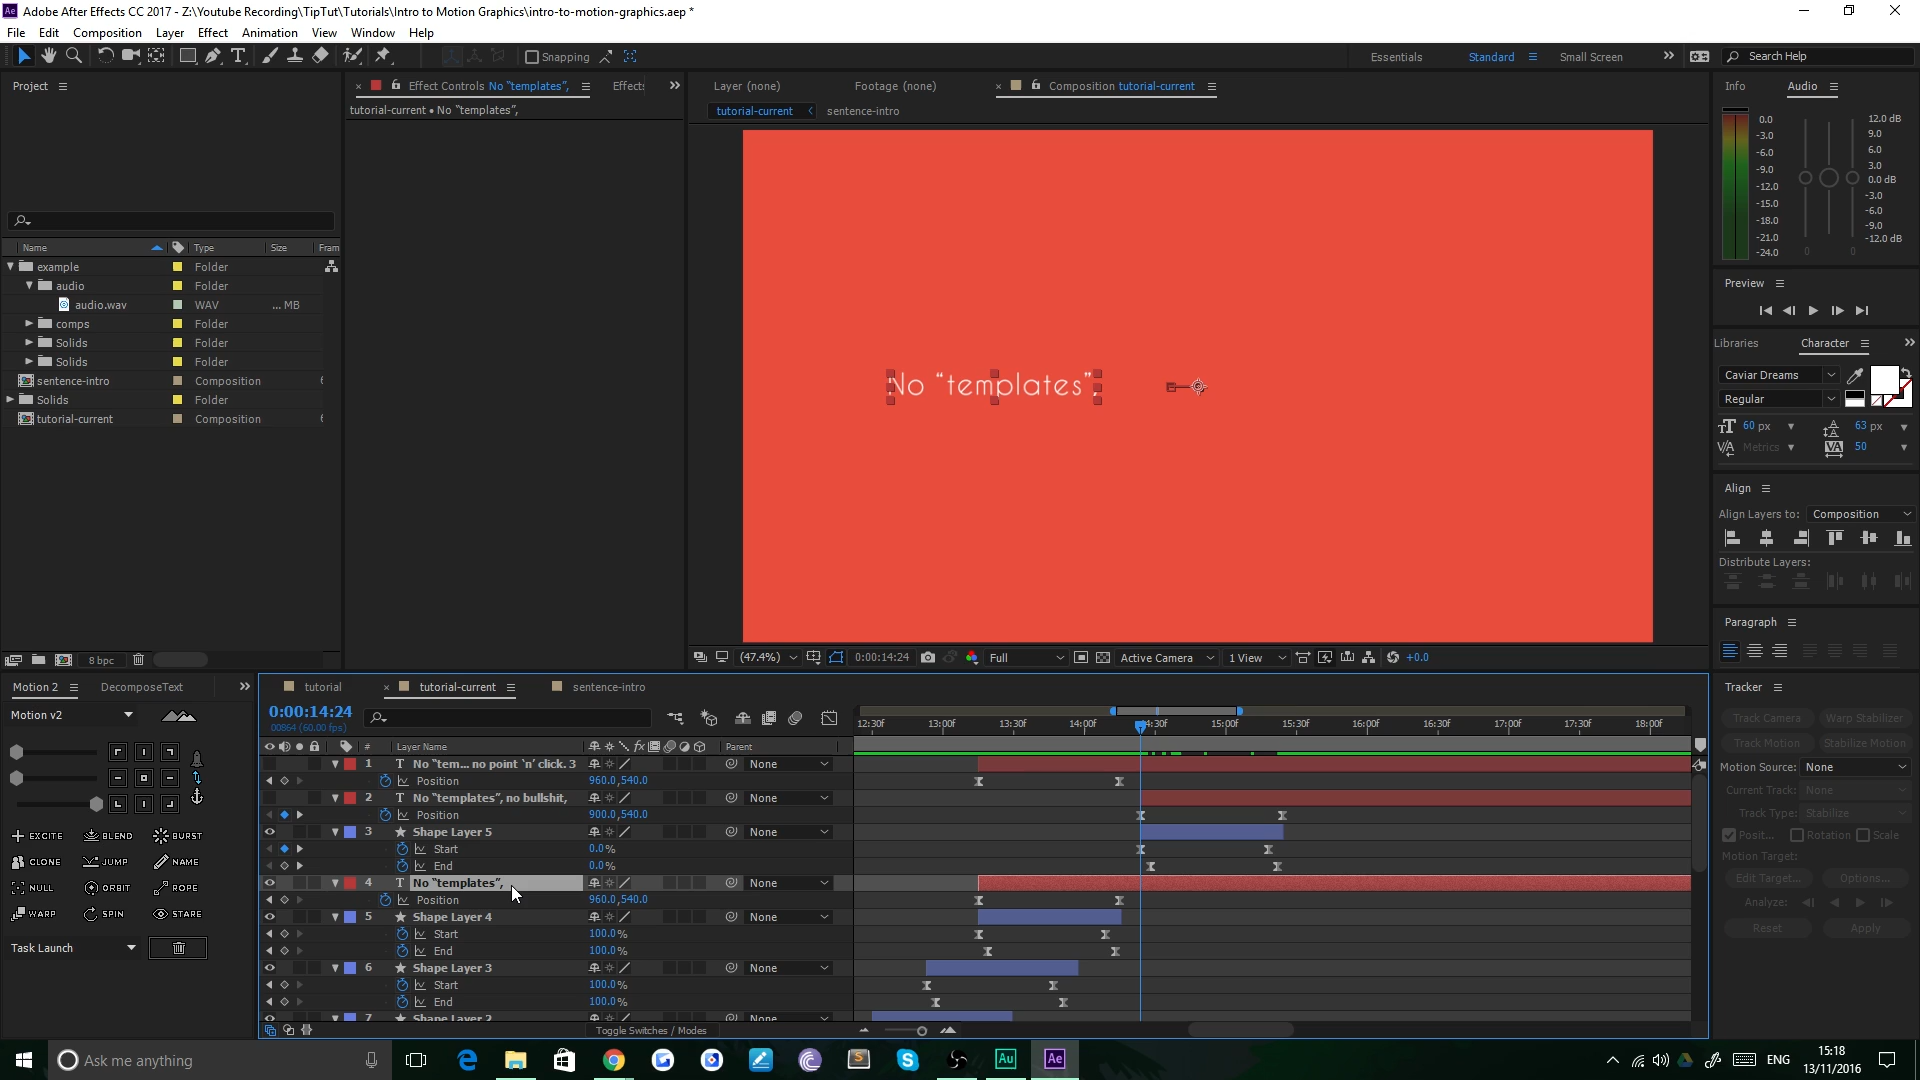 Adobe After Effects CC 2017 - Z:\Youtube Recording\TipTut\Tutorials\Intro to Motion Graphics\intro-to-motion-graphics.aep *
File Edit Composition Layer Effect Animation View Window Help
Snapping
Essentials Standard Small Screen Search Help
Project
Effect Controls No “templates”, Effects
tutorial-current • No “templates”,
Layer (none) Footage (none) Composition tutorial-current
tutorial-current sentence-intro
Info Audio
0.0
-3.0
-6.0
-9.0
-12.0
-15.0
-18.0
-21.0
-24.0
0 0
12.0 dB
9.0
6.0
3.0
0.0 dB
-3.0
-6.0
-9.0
-12.0 dB
Name Type Size Fram
example Folder
audio Folder
audio.wav WAV ... MB
comps Folder
Solids Folder
Solids Folder
sentence-intro Composition 6
Solids Folder
tutorial-current Composition 6
8 bpc
No “templates”,
(47.4%) 0:00:14:24 Full Active Camera 1 View +0.0
Preview
Libraries Character
Caviar Dreams
Regular
60 px 63 px
Metrics 50
Align
Align Layers to: Composition
Distribute Layers:
Paragraph
Motion 2 DecomposeText
Motion v2
EXCITE BLEND BURST
CLONE JUMP NAME
NULL ORBIT ROPE
WARP SPIN STARE
Task Launch
tutorial tutorial-current sentence-intro
0:00:14:24
00864 (60.00 fps)
# Layer Name Parent
12:30f 13:00f 13:30f 14:00f 14:30f 15:00f 15:30f 16:00f 16:30f 17:00f 17:30f 18:00f
1 T No “tem... no point ‘n’ click. 3 None
Position 960.0,540.0
2 T No “templates”, no bullshit, None
Position 900.0,540.0
3 Shape Layer 5 None
Start 0.0%
End 0.0%
4 T No “templates”, None
Position 960.0,540.0
5 Shape Layer 4 None
Start 100.0%
End 100.0%
6 Shape Layer 3 None
Start 100.0%
End 100.0%
7 Shape Layer 2 None
Toggle Switches / Modes
Tracker
Track Camera Warp Stabilizer
Track Motion Stabilize Motion
Motion Source: None
Current Track: None
Track Type: Stabilize
Posit... Rotation Scale
Motion Target:
Edit Target... Options...
Analyze:
Reset Apply
Ask me anything
Au Ae
ENG
15:18
13/11/2016